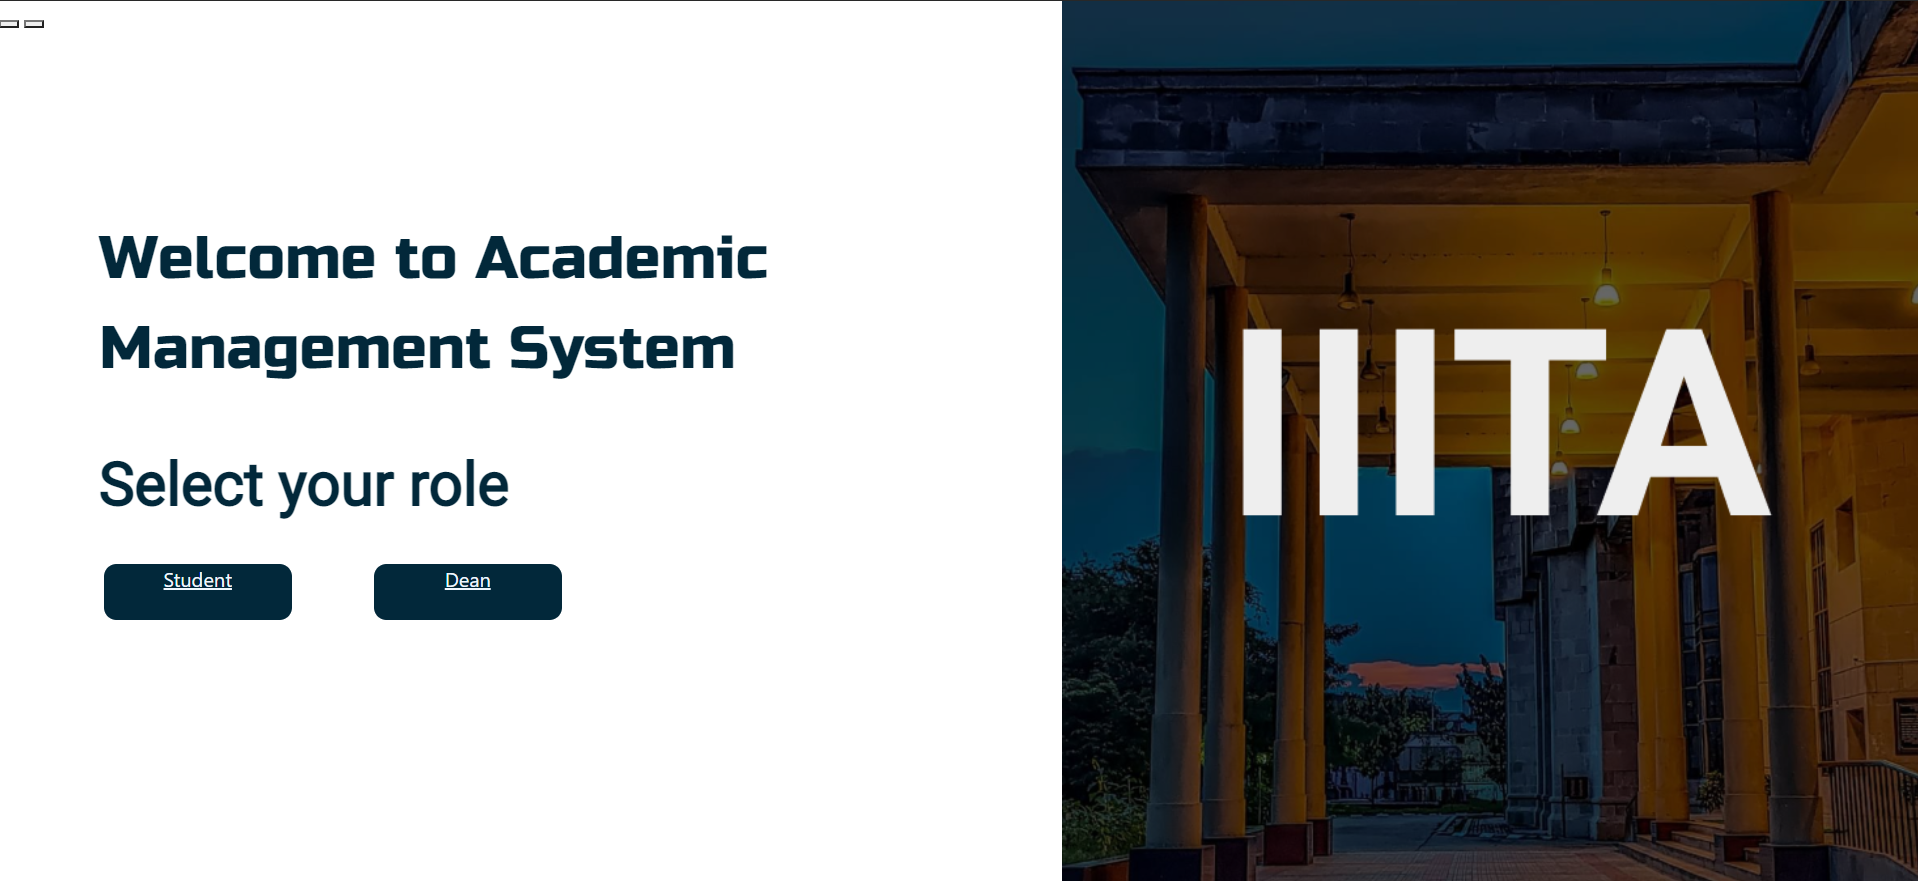 Welcome to Academic
Management System
Select your role
Student
Dean
IIITA